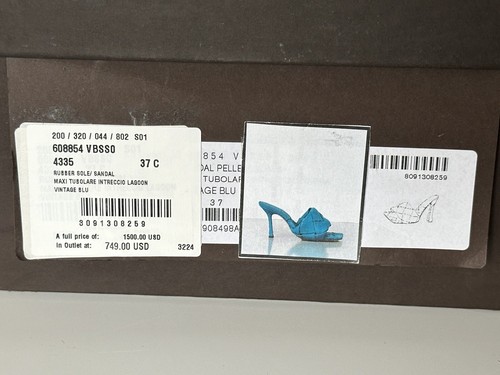 200 / 320 / 044 / 802 S01
608854 VBSS0
4335 37 C
RUBBER SOLE/ SANDAL
MAXI TUBOLARE INTRECCIO LAGOON
VINTAGE BLU
8091308259
A full price of: 1500.00 USD
in Outlet at: 749.00 USD 3224
854 V
DAL PELLE
TUBOLAR
AGE BLU
37
908498A
8091308259